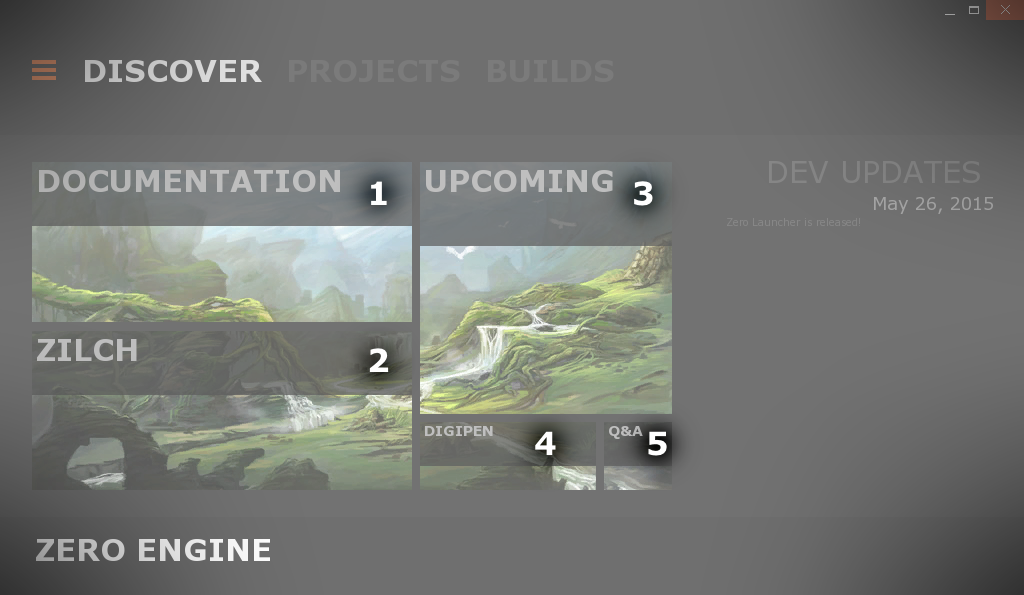 DISCOVER PROJECTS BUILDS
DOCUMENTATION 1
ZILCH 2
UPCOMING 3
DIGIPEN 4
Q&A 5
DEV UPDATES
May 26, 2015
Zero Launcher is released!
ZERO ENGINE